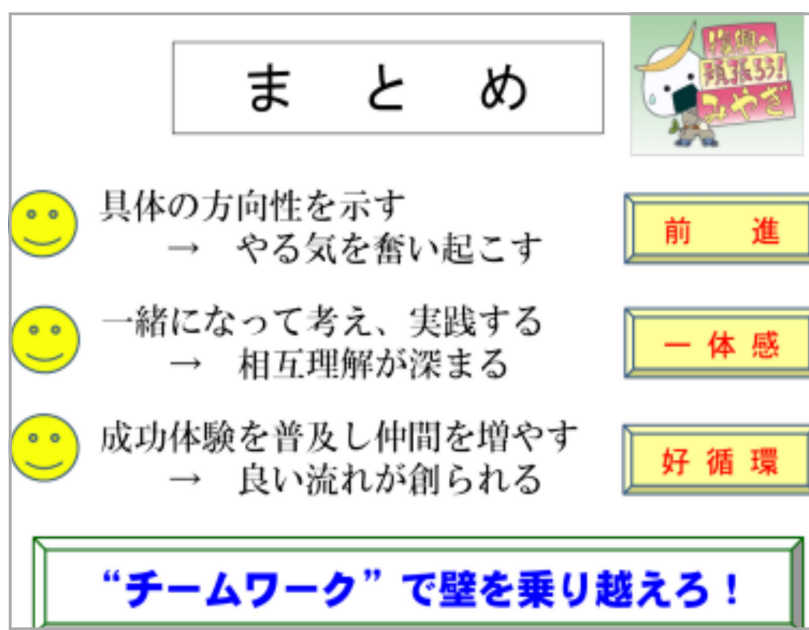 まとめ
復興へ
頑張ろう!
みやぎ
具体の方向性を示す
→ やる気を奮い起こす
前進
一緒になって考え、実践する
→ 相互理解が深まる
一体感
成功体験を普及し仲間を増やす
→ 良い流れが創られる
好循環
“チームワーク”で壁を乗り越えろ！